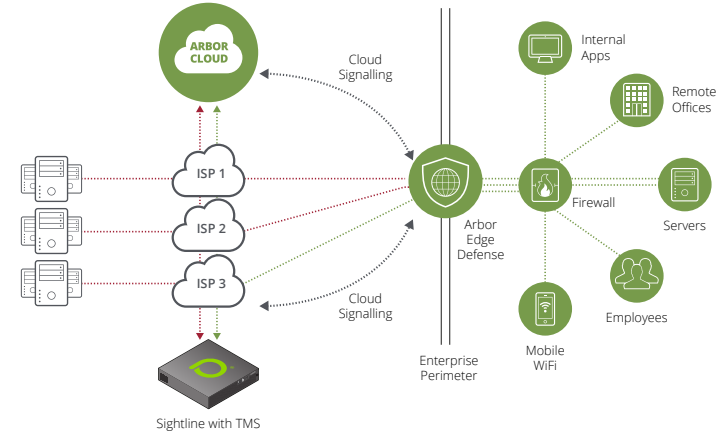 ARBOR
CLOUD
Cloud
Signalling
Internal
Apps
Remote
Offices
ISP 1
ISP 2
ISP 3
Firewall
Servers
Arbor
Edge
Defense
Cloud
Signalling
Employees
Mobile
WiFi
Enterprise
Perimeter
Sightline with TMS